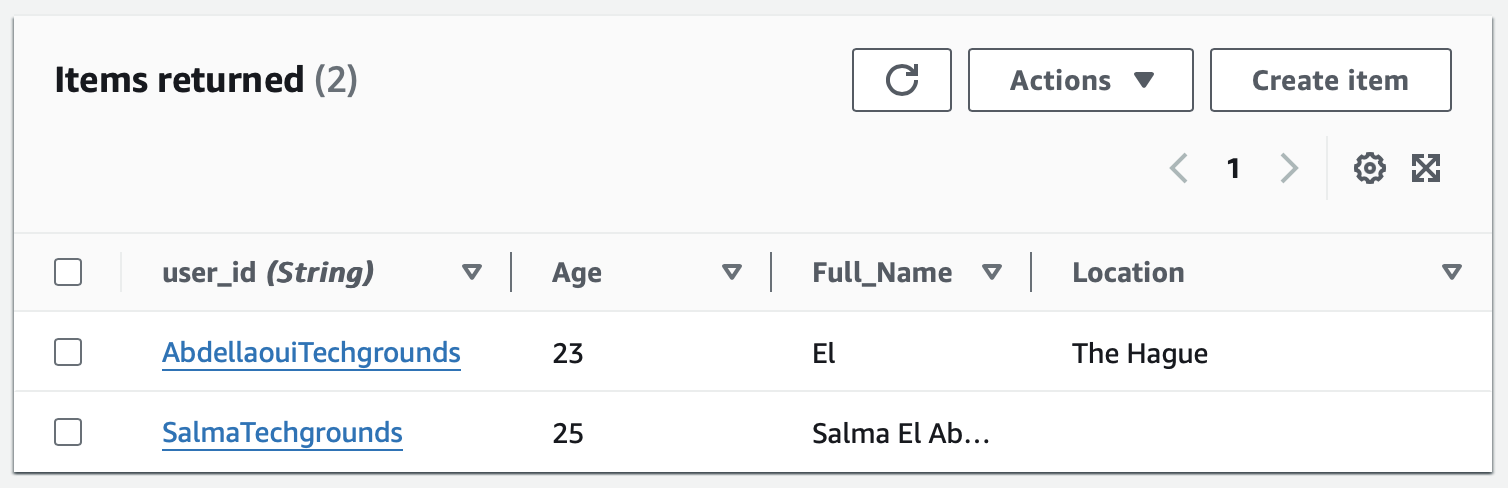 Items returned (2)
Actions
Create item
1
user_id (String) Age Full_Name Location
AbdellaouiTechgrounds 23 El The Hague
SalmaTechgrounds 25 Salma El Ab...